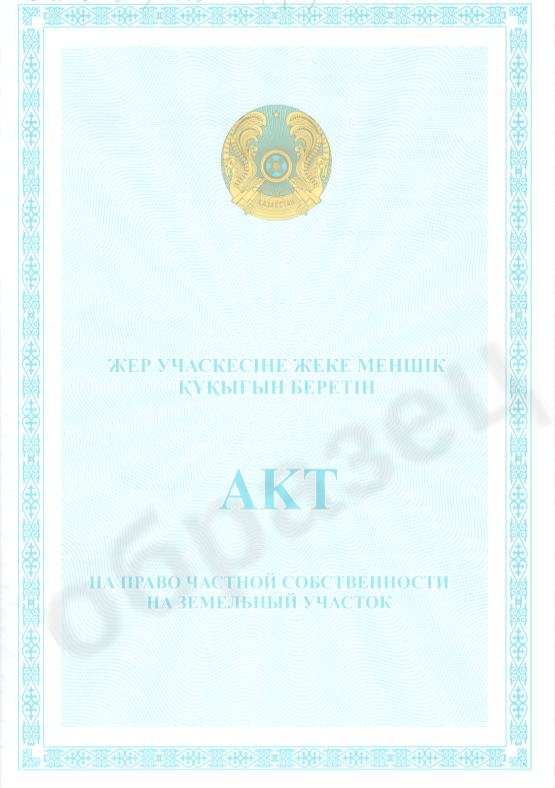 ҚАЗАҚСТАН
ЖЕР УЧАСКЕСІНЕ ЖЕКЕ МЕНШІК
ҚҰҚЫҒЫН БЕРЕТІН
АКТ
НА ПРАВО ЧАСТНОЙ СОБСТВЕННОСТИ
НА ЗЕМЕЛЬНЫЙ УЧАСТОК
образец